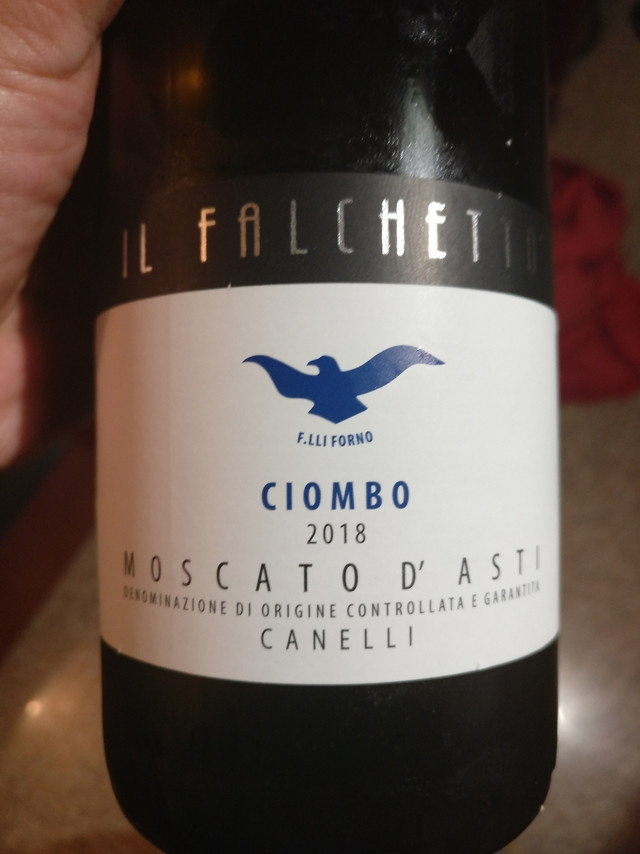 IL FALCHETTO
F.LLI FORNO
CIOMBO
2018
MOSCATO D' ASTI
DENOMINAZIONE DI ORIGINE CONTROLLATA E GARANTITA
CANELLI